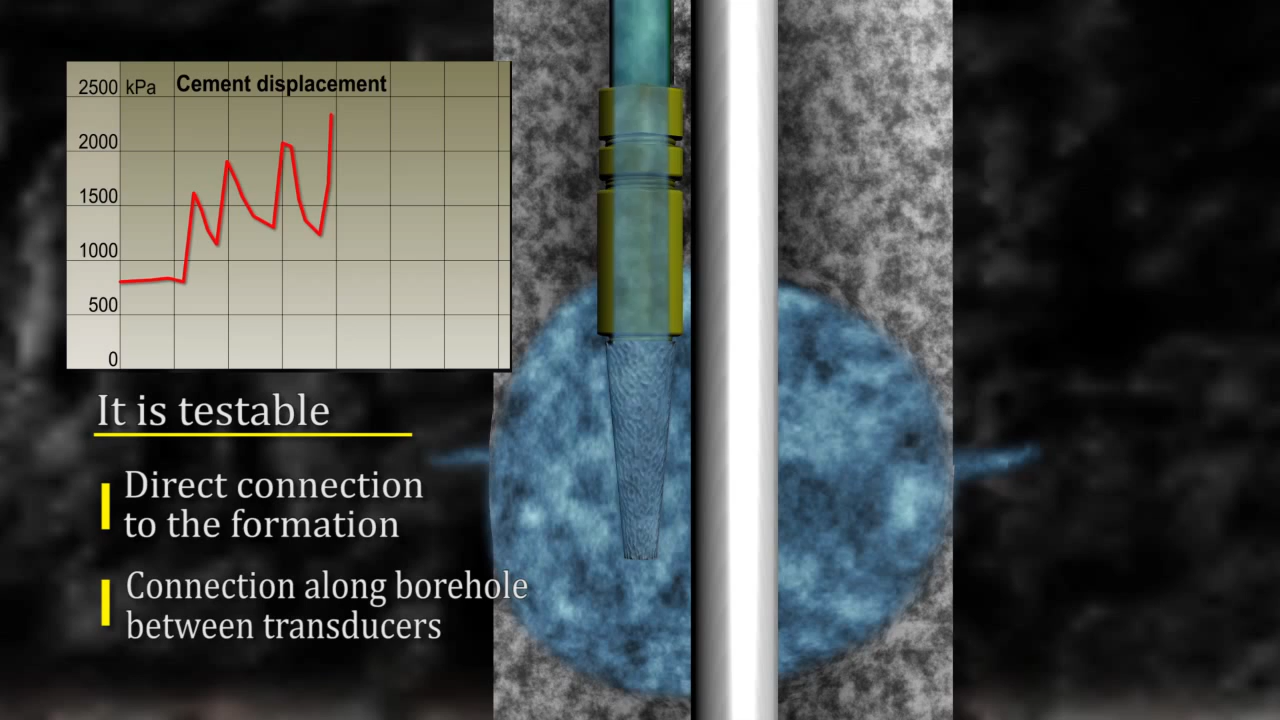 2500 kPa Cement displacement
2000
1500
1000
500
0
It is testable
Direct connection
to the formation
Connection along borehole
between transducers